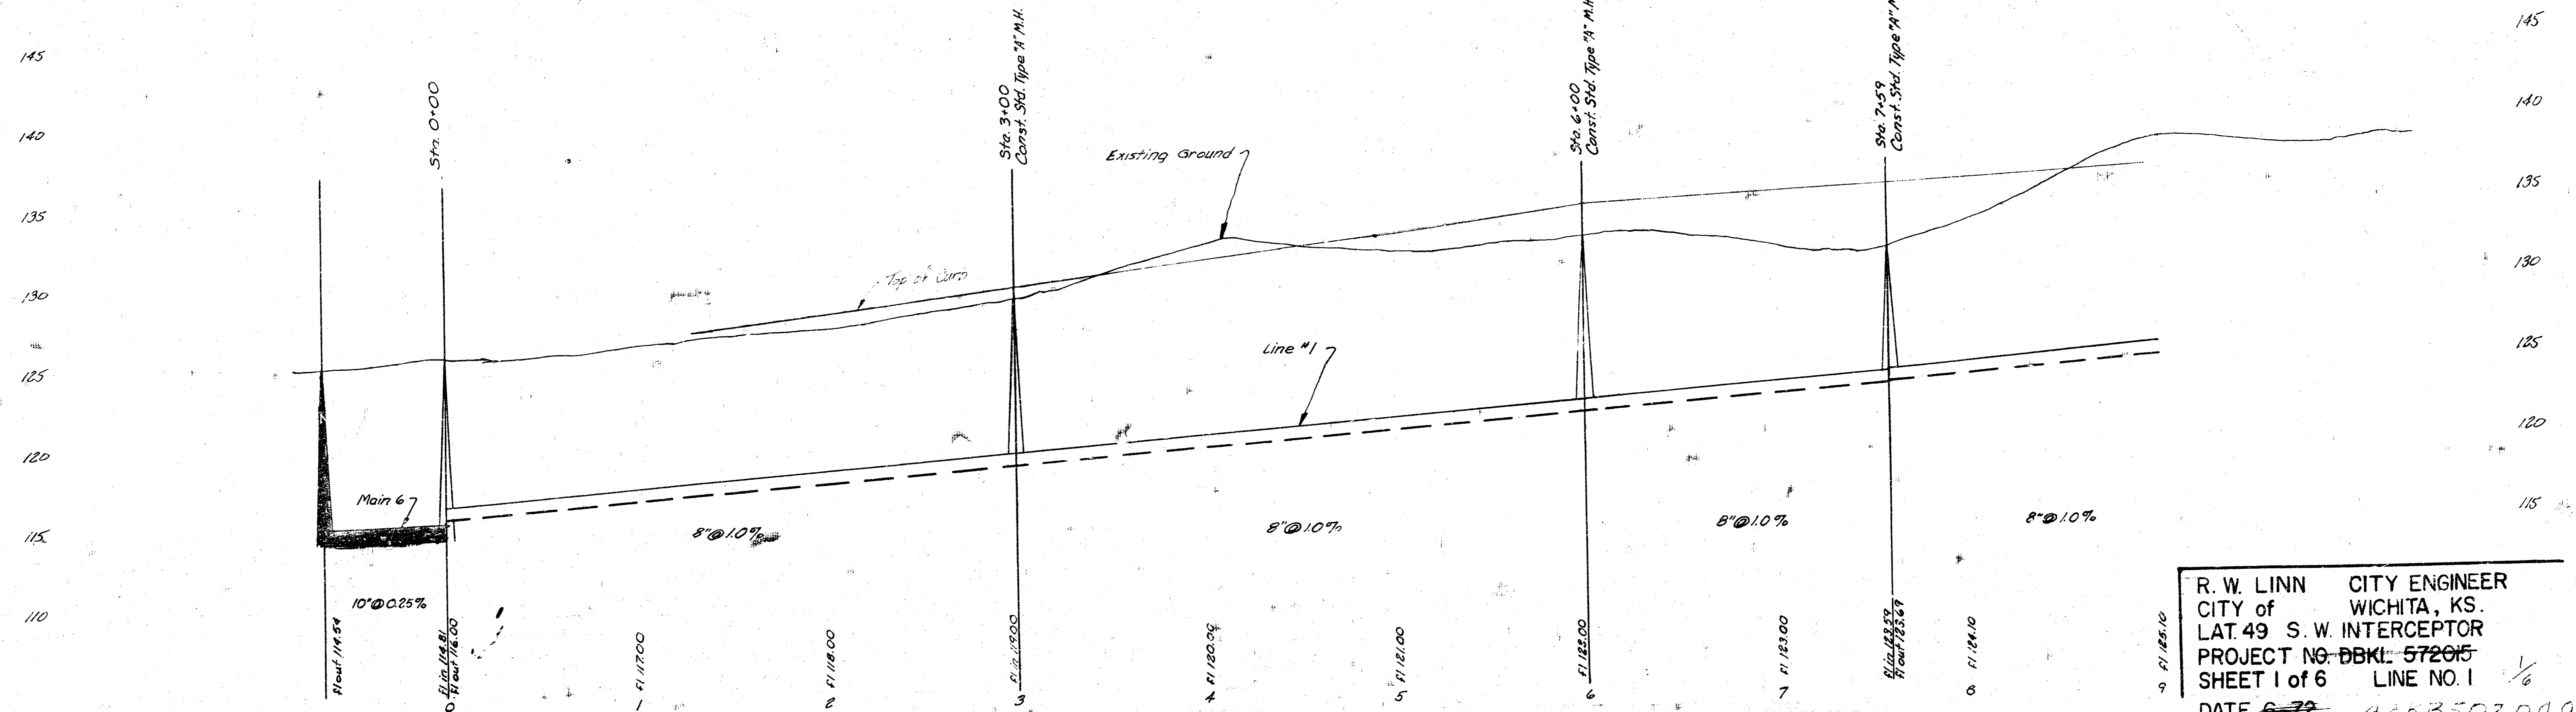 145
140
135
130
125
120
115
110
Sta. 0+00
Sta. 3+00
Const. Std. Type "A" M.H.
Sta. 6+00
Const. Std. Type "A" M.H.
Sta. 7+59
Const. Std. Type "A"
145
140
135
130
125
120
115
Existing Ground
Top of Curb
Line #1
Main 6
10" @ 0.25%
8" @ 1.0%
8" @ 1.0%
8" @ 1.0%
8" @ 1.0%
Fl out 114.54
Fl in 114.81
Fl out 116.00
Fl 117.00
Fl 118.00
Fl in 119.00
Fl 120.00
Fl 121.00
Fl 122.00
Fl 123.00
Fl in 123.59
Fl out 123.69
Fl 124.10
Fl 125.10
0 1 2 3 4 5 6 7 8 9
R. W. LINN CITY ENGINEER
CITY of WICHITA, KS.
LAT. 49 S. W. INTERCEPTOR
PROJECT NO. DBKL 572015
SHEET 1 of 6 LINE NO. 1 1/6
DATE 6-72